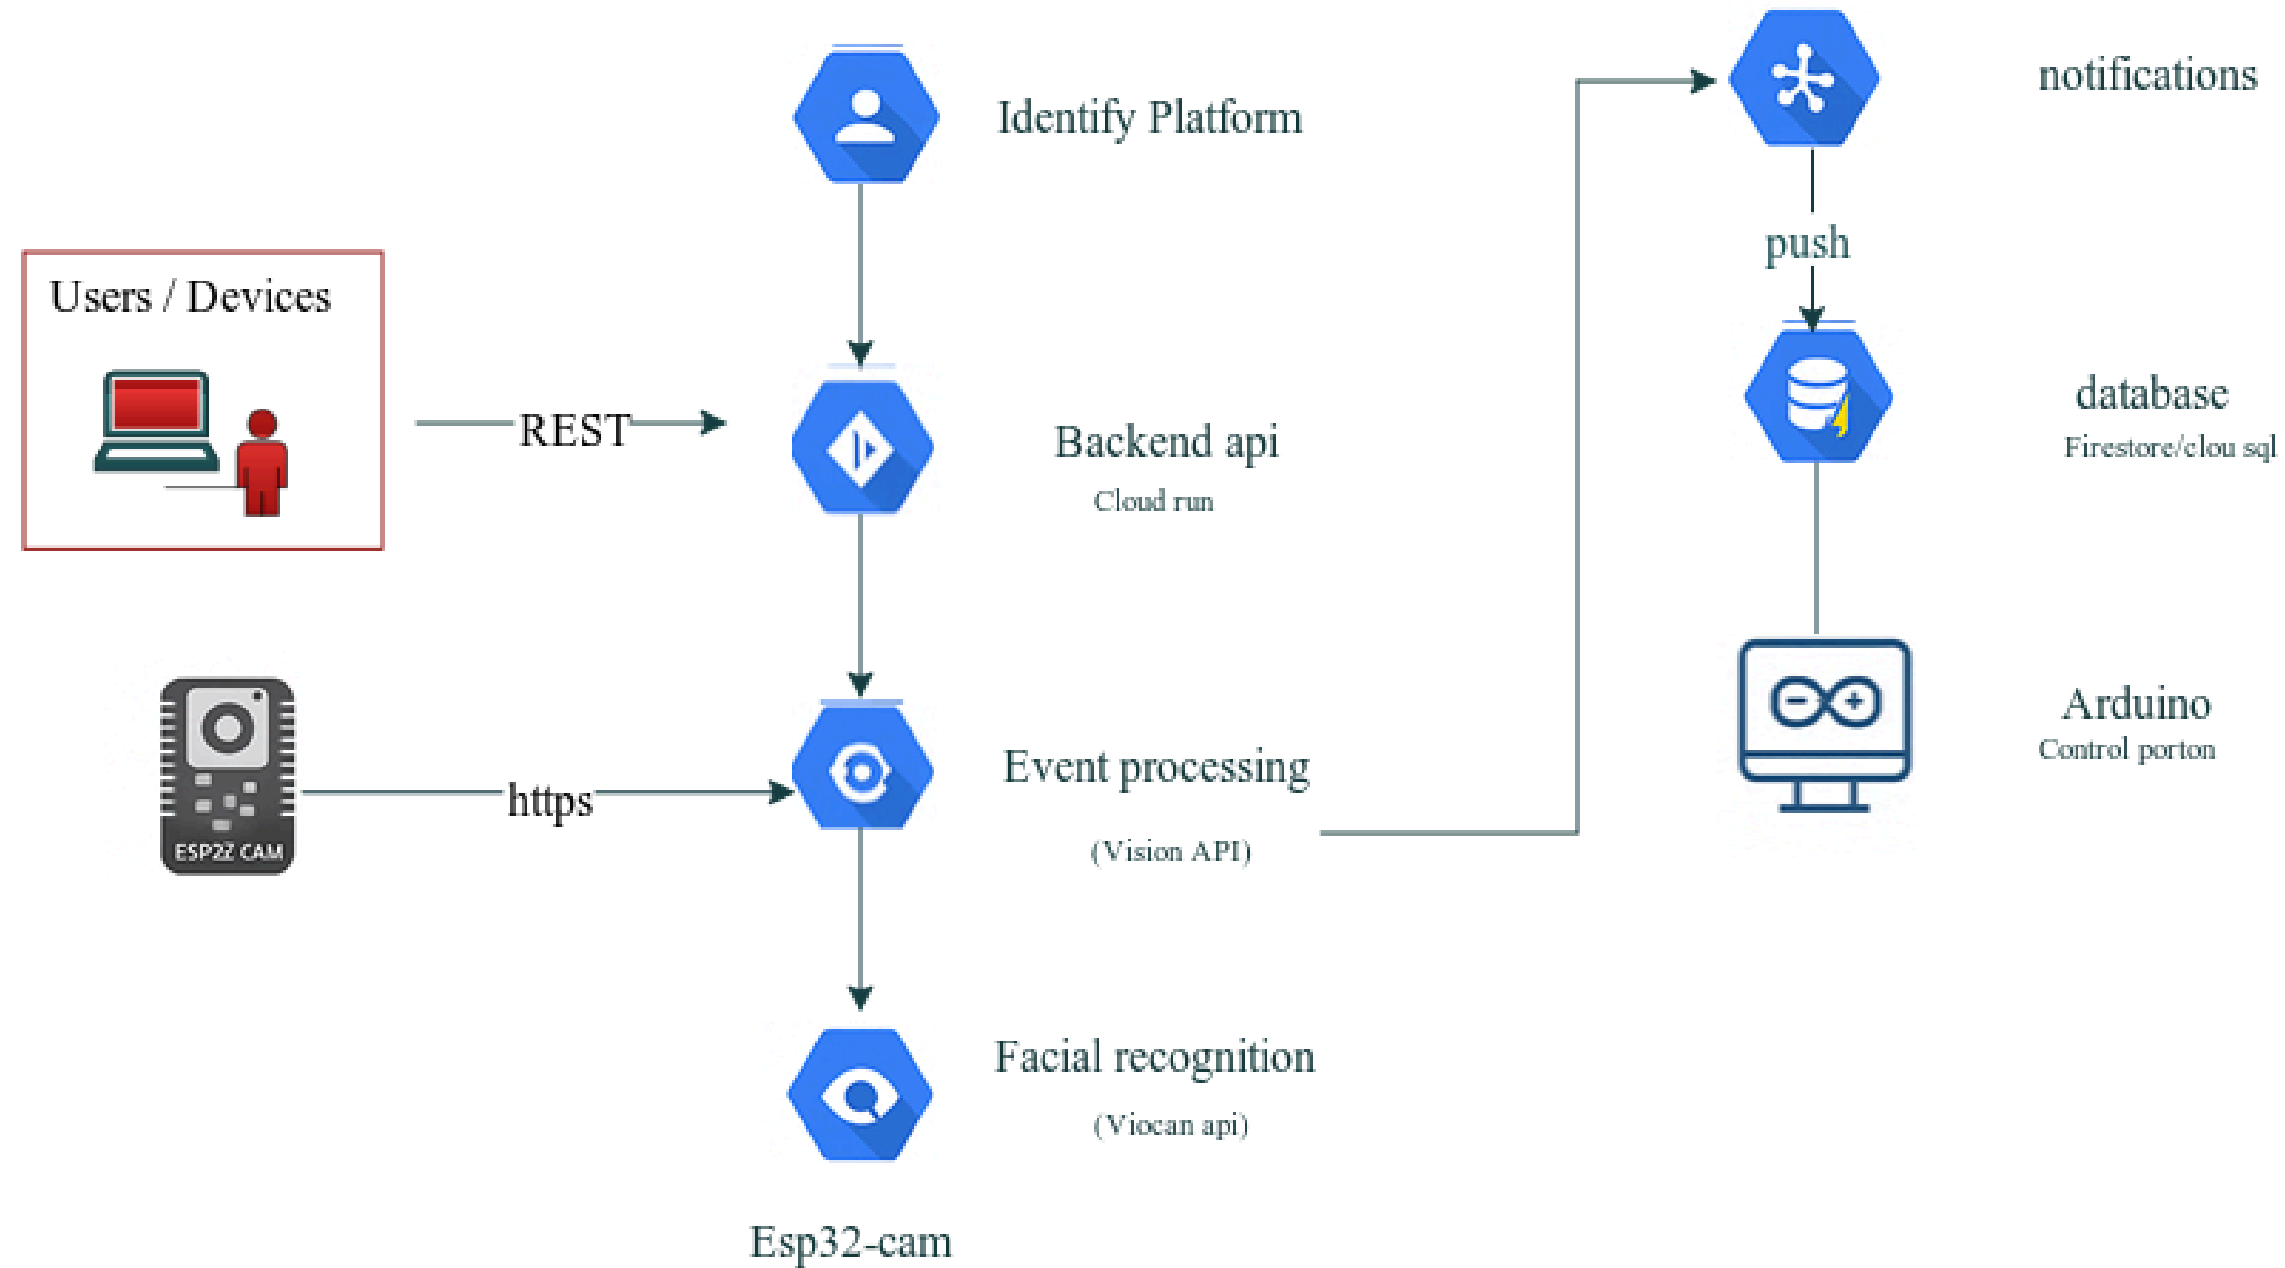 Identify Platform
notifications
push
Users / Devices
REST
Backend api
Cloud run
database
Firestore/clou sql
ESP2Z CAM
https
Event processing
(Vision API)
Arduino
Control porton
Facial recognition
(Viocan api)
Esp32-cam